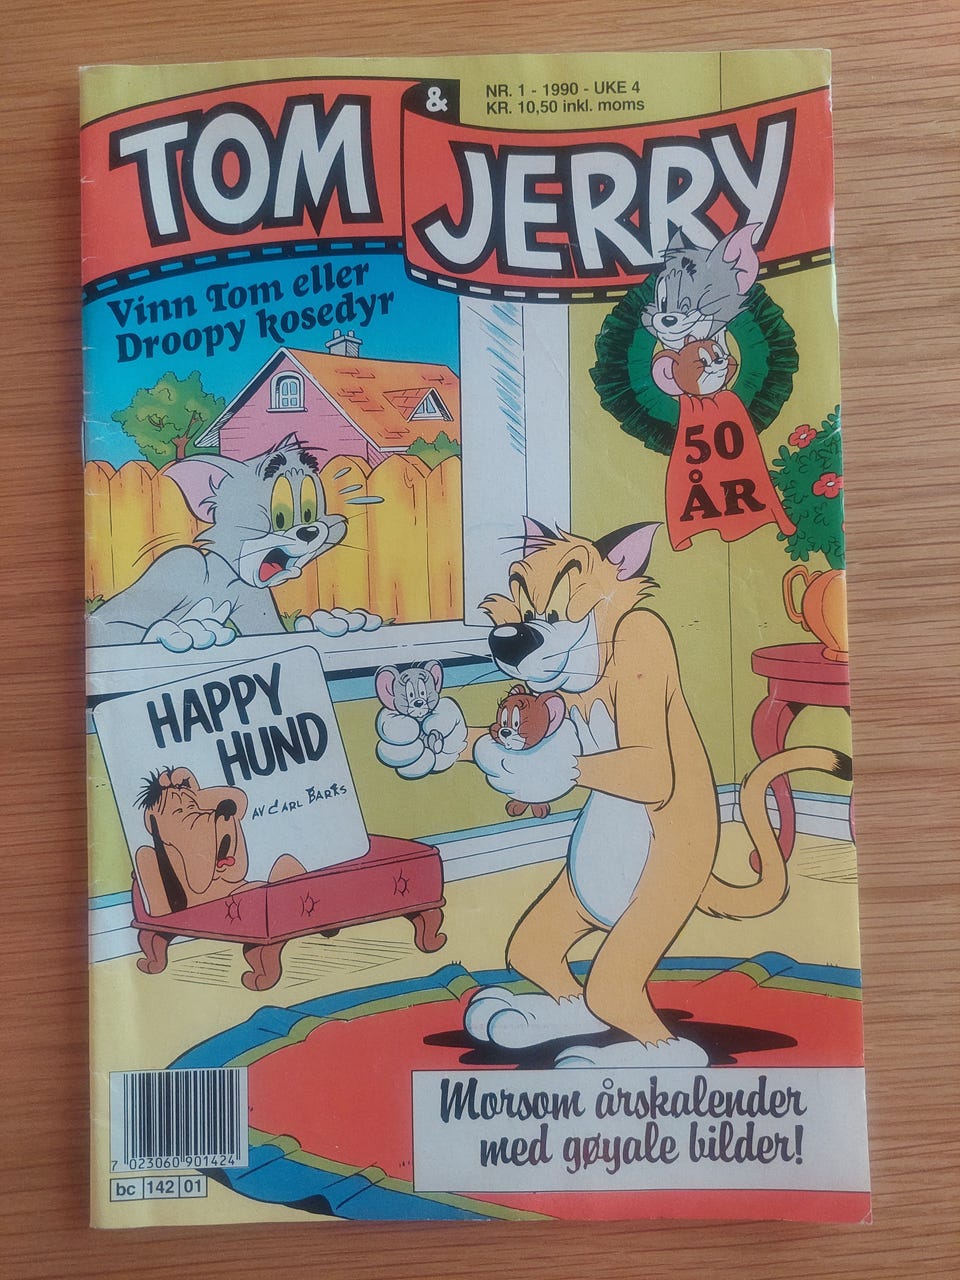 TOM & JERRY
NR. 1 - 1990 - UKE 4
KR. 10,50 inkl. moms
Vinn Tom eller
Droopy kosedyr
50
ÅR
HAPPY
HUND
AV CARL BARKS
Morsom årskalender
med gøyale bilder!
7 023060 901424
bc 142 01